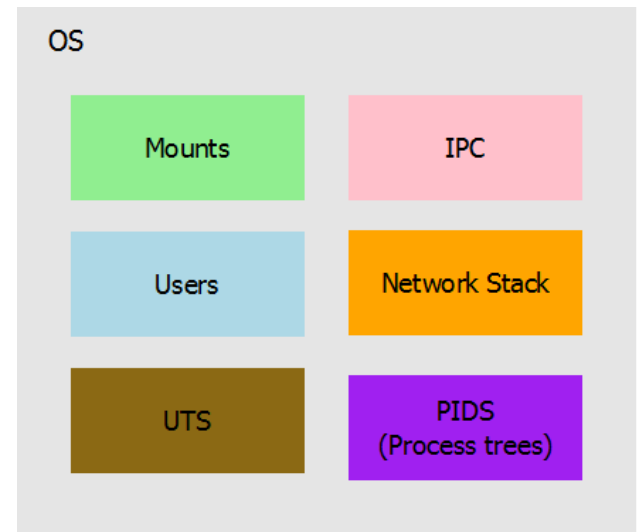 OS
Mounts
IPC
Users
Network Stack
UTS
PIDS
(Process trees)